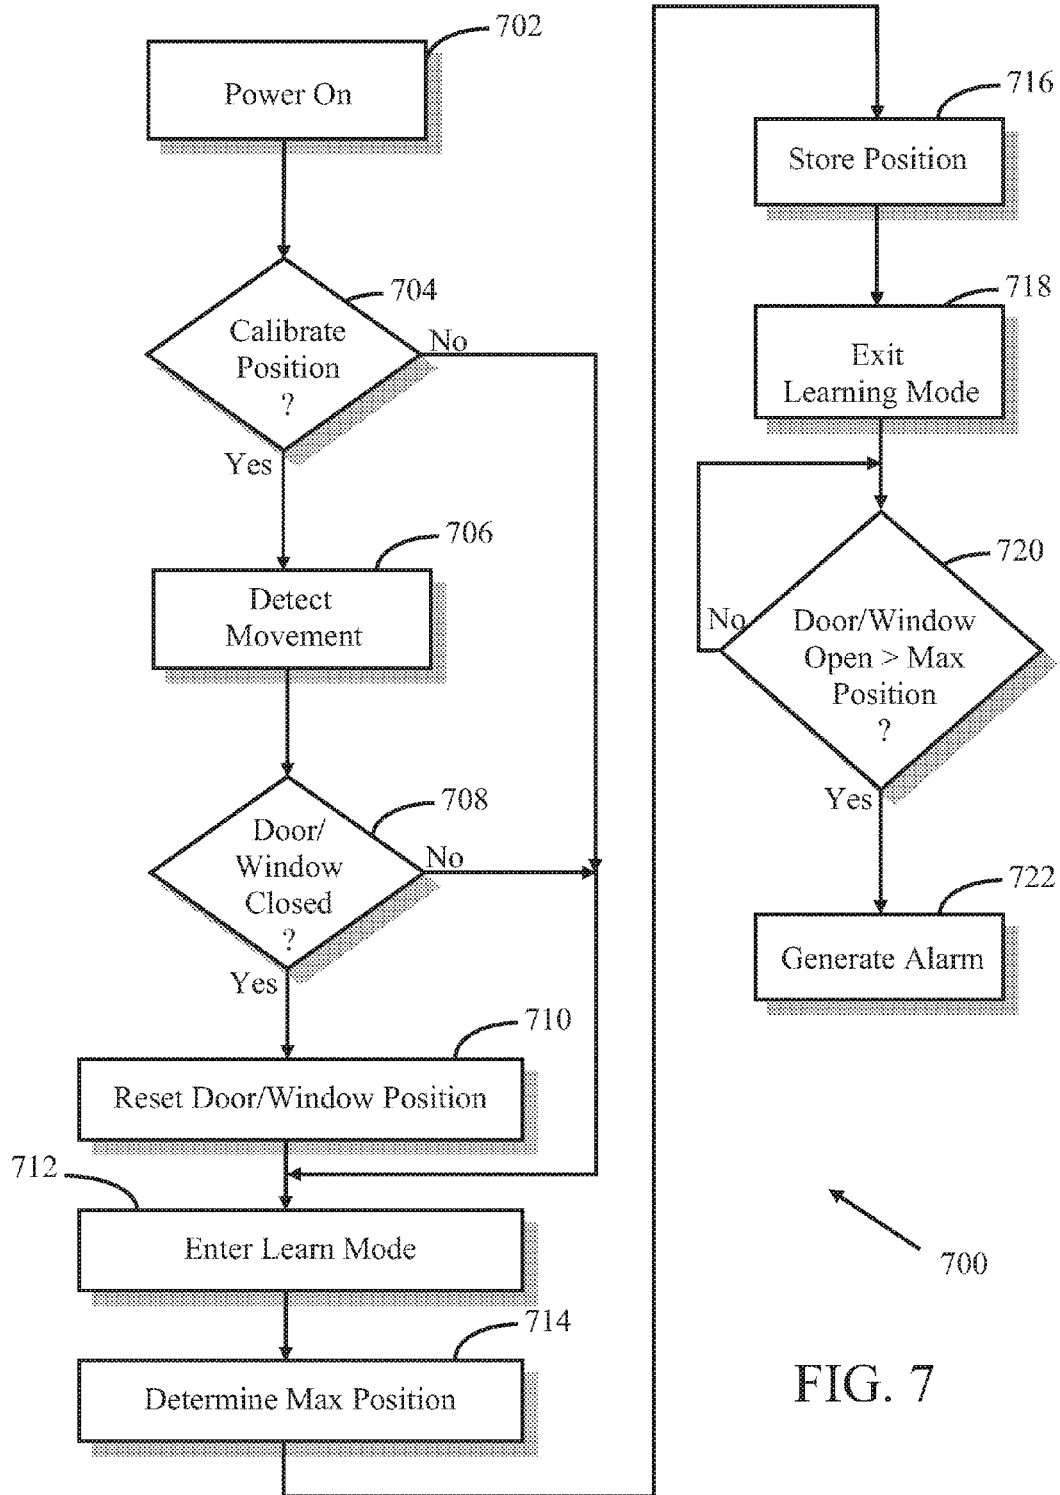 702
Power On
704
Calibrate
Position
?
No
Yes
706
Detect
Movement
708
Door/
Window
Closed
?
No
Yes
710
Reset Door/Window Position
712
Enter Learn Mode
714
Determine Max Position
716
Store Position
718
Exit
Learning Mode
720
Door/Window
Open > Max
Position
?
No
Yes
722
Generate Alarm
700
FIG. 7